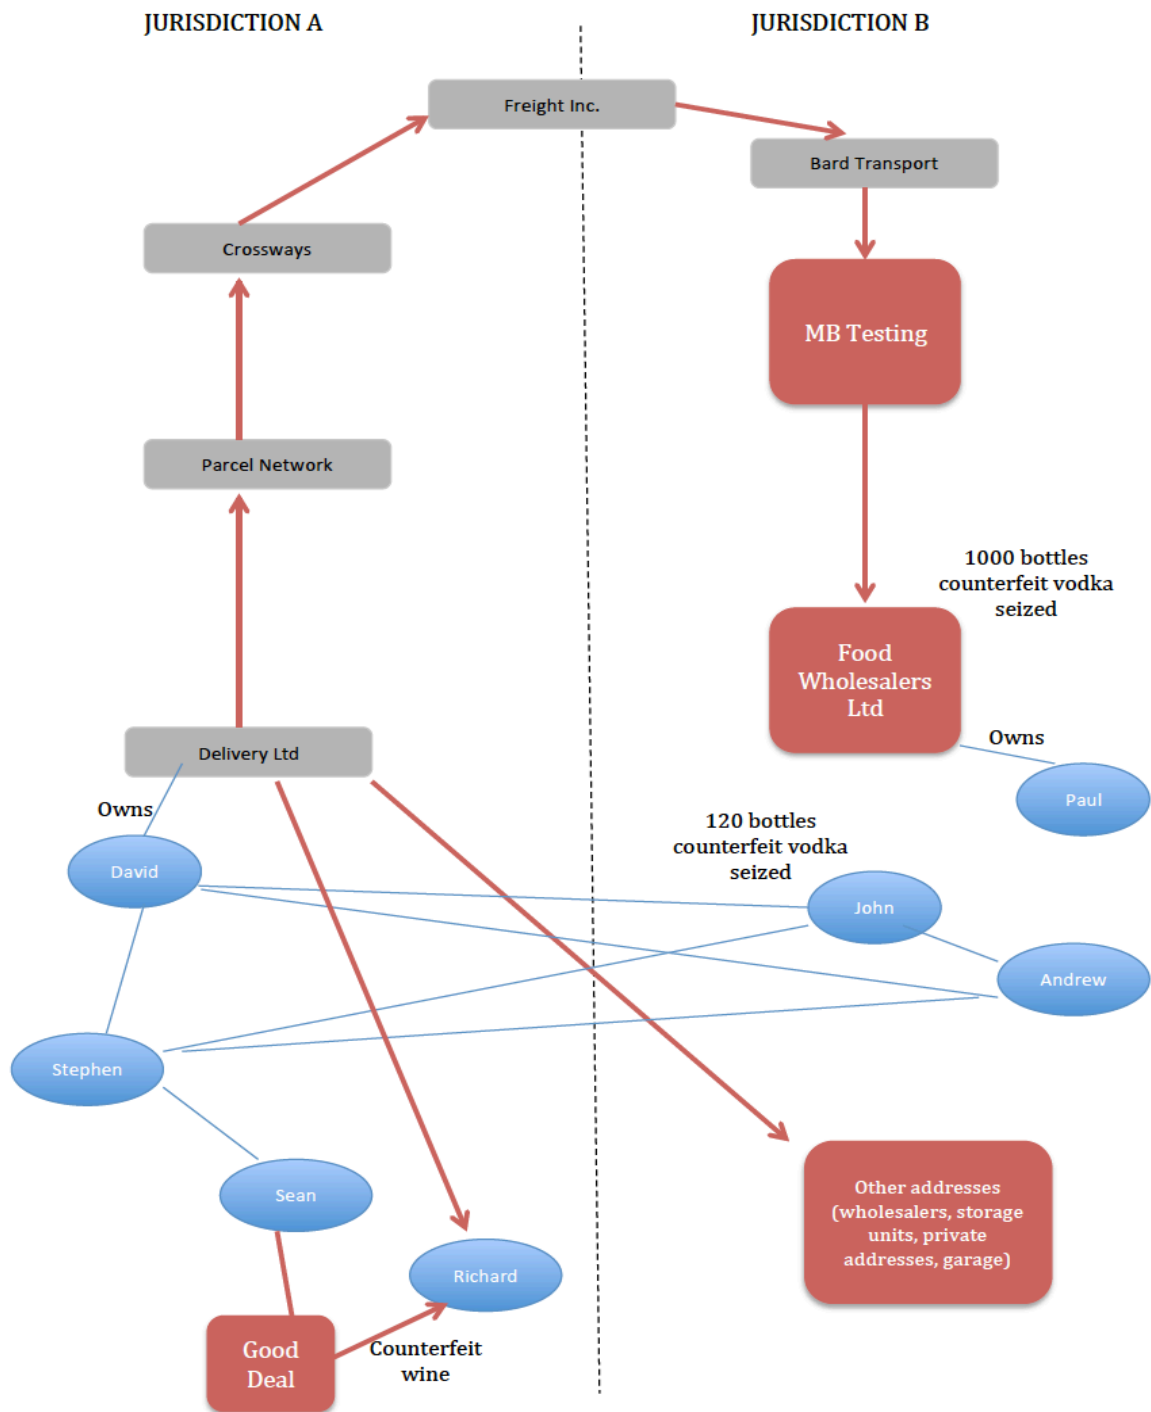 JURISDICTION A
JURISDICTION B
Freight Inc.
Bard Transport
Crossways
MB Testing
Parcel Network
1000 bottles
counterfeit vodka
seized
Food
Wholesalers
Ltd
Delivery Ltd
Owns
Paul
Owns
120 bottles
counterfeit vodka
seized
David
John
Andrew
Stephen
Sean
Other addresses
(wholesalers, storage
units, private
addresses, garage)
Richard
Good
Deal
Counterfeit
wine